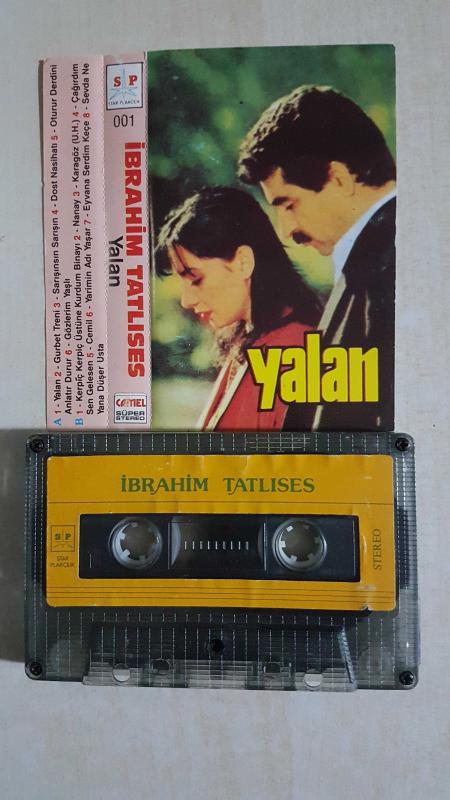 A 1 - Yalan 2 - Gurbet Treni 3 - Sarışınsın Sarışın 4 - Dost Nasihatı 5 - Oturur Derdini
Anlatır Durur 6 - Gözlerim Yaşlı
B 1 - Kerpiç Kerpiç Üstüne Kurdum Binayı 2 - Nanay 3 - Karagöz (U.H.) 4 - Çağırdım
Sen Gelesen 5 - Cemil 6 - Yarimin Adı Yaşar 7 - Eyvana Serdim Keçe 8 - Sevda Ne
Yana Düşer Usta
SP
STAR PLAKÇILIK
001
İBRAHİM TATLISES
Yalan
CAMEL
SÜPER
STEREO
yalan
İBRAHİM TATLISES
SP
STAR
PLAKÇILIK
STEREO